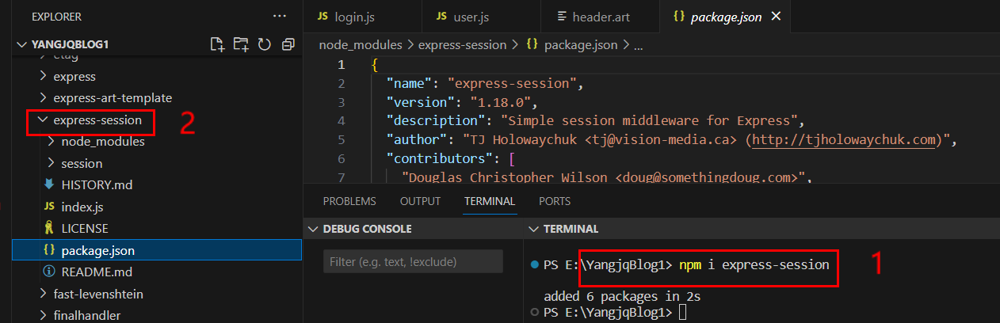 EXPLORER
···
YANGJQBLOG1
etag
express
express-art-template
express-session
2
node_modules
session
HISTORY.md
JS index.js
LICENSE
{} package.json
README.md
fast-levenshtein
finalhandler
JS login.js
JS user.js
header.art
{} package.json
node_modules > express-session > {} package.json > ...
1 {
2 "name": "express-session",
3 "version": "1.18.0",
4 "description": "Simple session middleware for Express",
5 "author": "TJ Holowaychuk <tj@vision-media.ca> (http://tjholowaychuk.com)",
6 "contributors": [
7 "Douglas Christopher Wilson <doug@somethingdoug.com>",
PROBLEMS OUTPUT TERMINAL PORTS
DEBUG CONSOLE
Filter (e.g. text, !exclude)
TERMINAL
PS E:\YangjqBlog1> npm i express-session
1
added 6 packages in 2s
PS E:\YangjqBlog1>